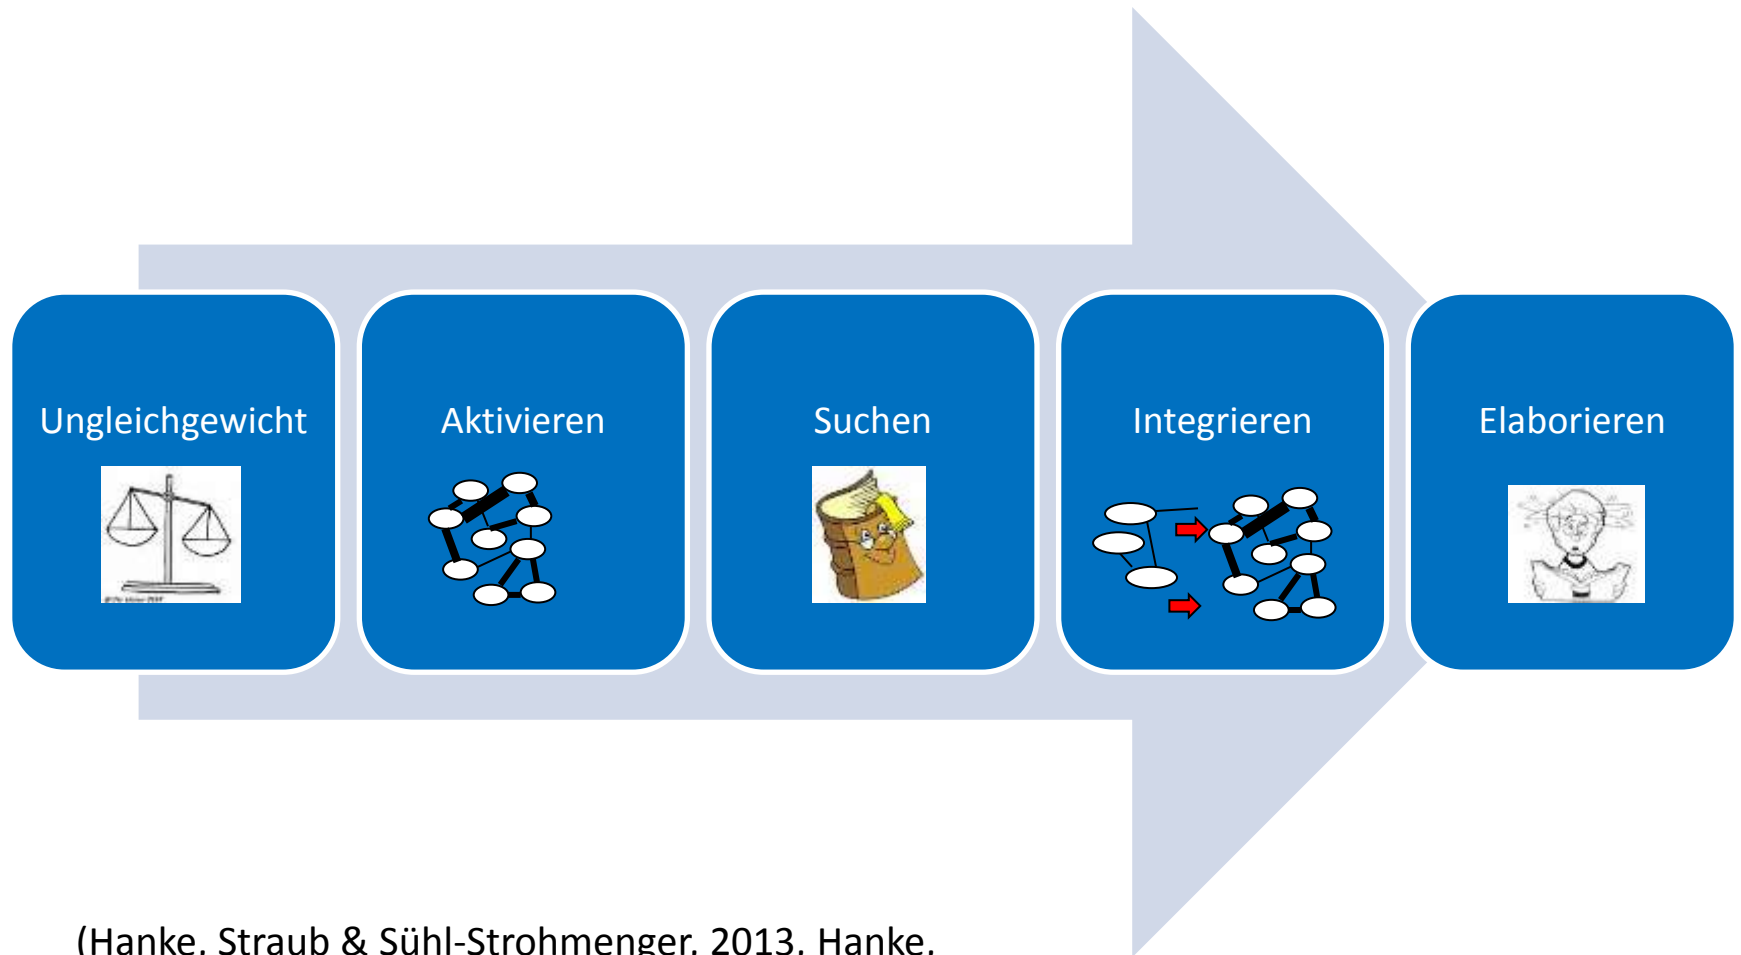 Ungleichgewicht
Aktivieren
Suchen
Integrieren
Elaborieren
(Hanke, Straub & Sühl-Strohmenger, 2013, Hanke,